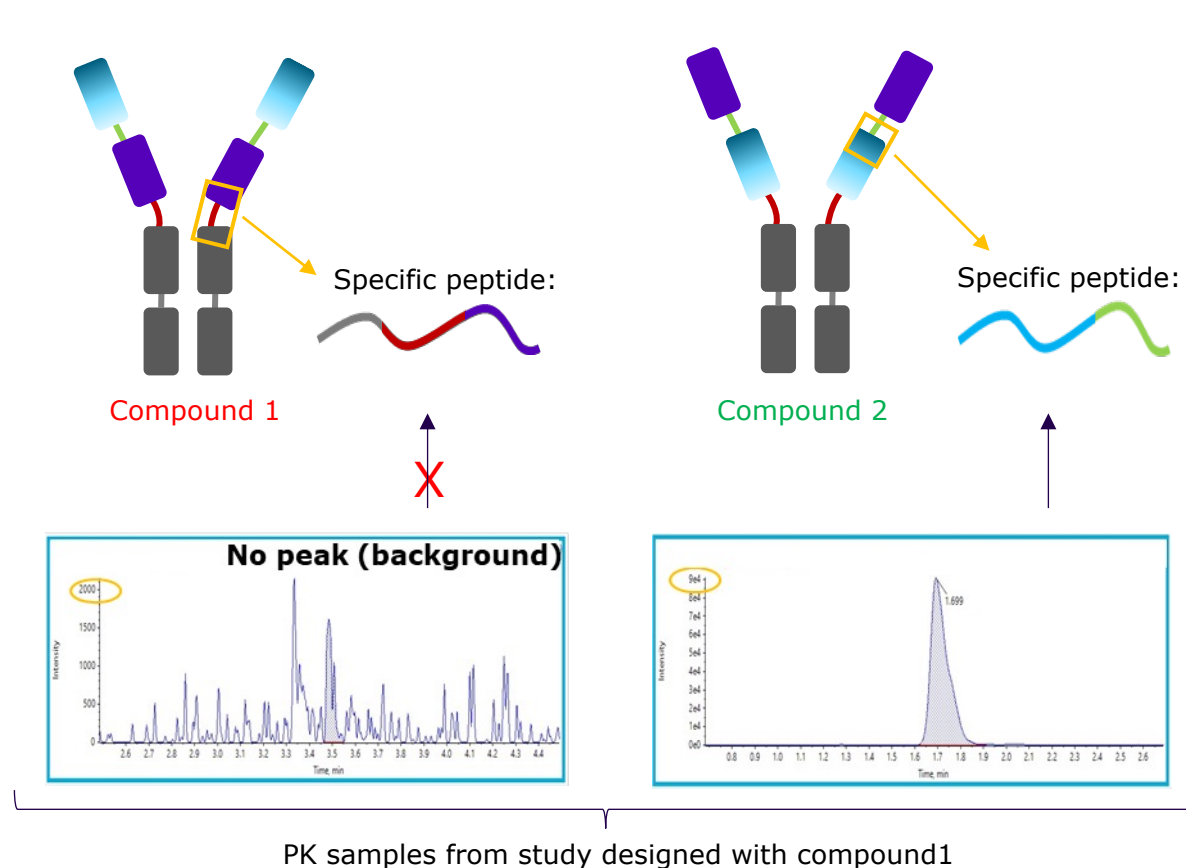 Specific peptide:
Specific peptide:
Compound 1
Compound 2
X
No peak (background)
2000
1500
1000
500
0
Intensity
2.6 2.7 2.8 2.9 3.0 3.1 3.2 3.3 3.4 3.5 3.6 3.7 3.8 3.9 4.0 4.1 4.2 4.3 4.4
Time, min
9e4
8e4
7e4
6e4
5e4
4e4
3e4
2e4
1e4
0e0
Intensity
1.699
0.8 0.9 1.0 1.1 1.2 1.3 1.4 1.5 1.6 1.7 1.8 1.9 2.0 2.1 2.2 2.3 2.4 2.5 2.6
Time, min
PK samples from study designed with compound1